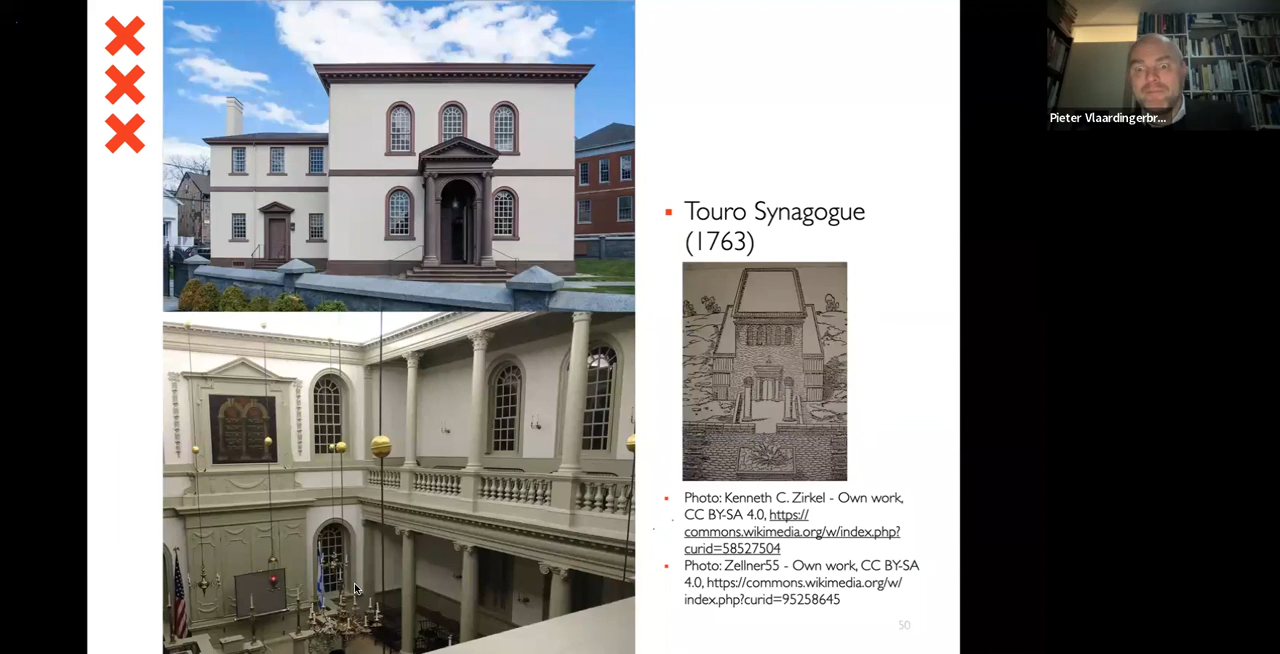 Touro Synagogue
(1763)
Photo: Kenneth C. Zirkel - Own work,
CC BY-SA 4.0, https://
commons.wikimedia.org/w/index.php?
curid=58527504
Photo: Zellner55 - Own work, CC BY-SA
4.0, https://commons.wikimedia.org/w/
index.php?curid=95258645
50
Pieter Vlaardingerbr...